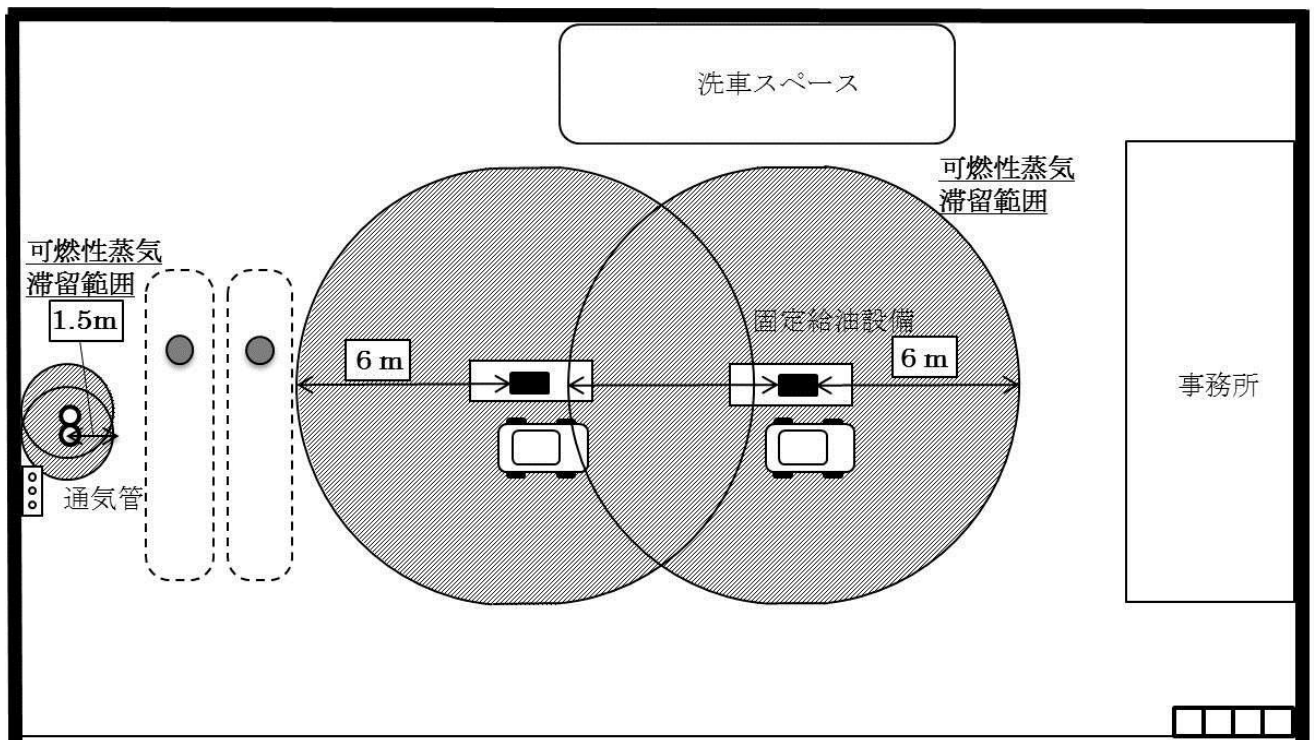 洗車スペース
可燃性蒸気
滞留範囲
可燃性蒸気
滞留範囲
1.5m
固定給油設備
6 m
6 m
事務所
通気管